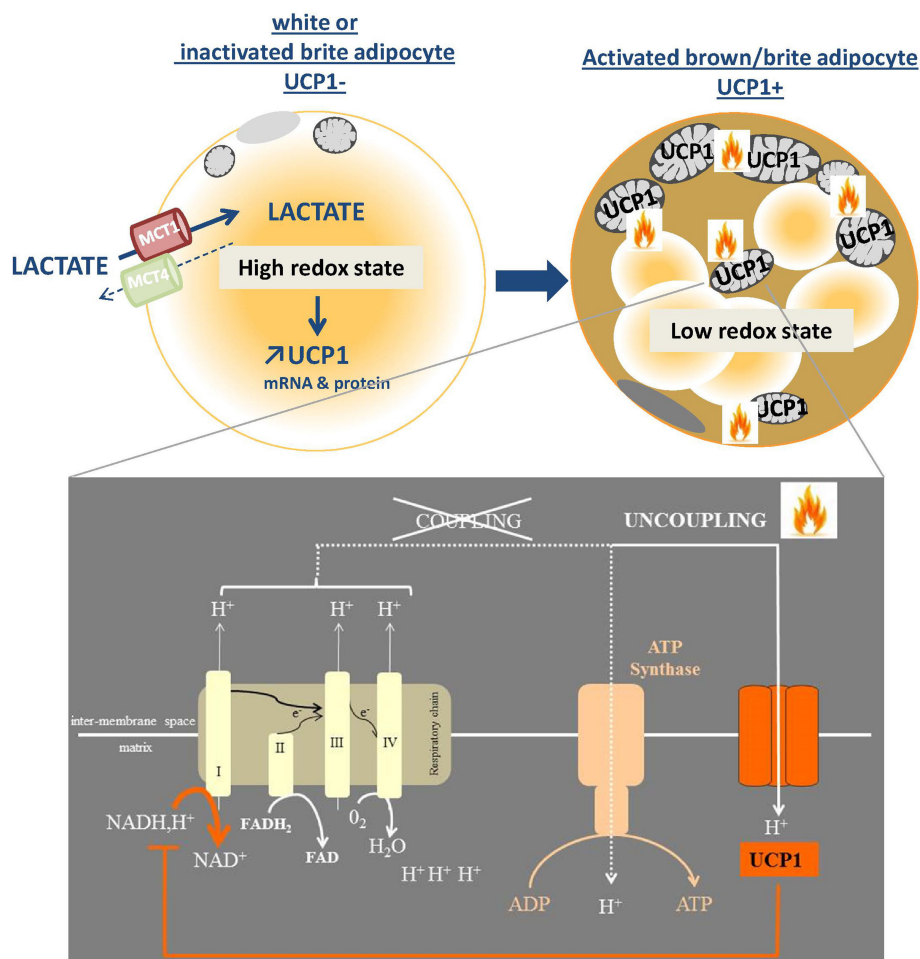 white or
inactivated brite adipocyte
UCP1-
Activated brown/brite adipocyte
UCP1+
MCT1
LACTATE
LACTATE
MCT4
High redox state
↗UCP1
mRNA & protein
UCP1
UCP1
UCP1
UCP1
UCP1
Low redox state
UCP1
COUPLING
UNCOUPLING
H⁺
H⁺
H⁺
ATP
Synthase
inter-membrane space
matrix
e⁻
e⁻
I
II
III
IV
Respiratory chain
NADH,H⁺
NAD⁺
FADH₂
FAD
0₂
H₂O
H⁺ H⁺ H⁺
ADP
H⁺
ATP
H⁺
UCP1